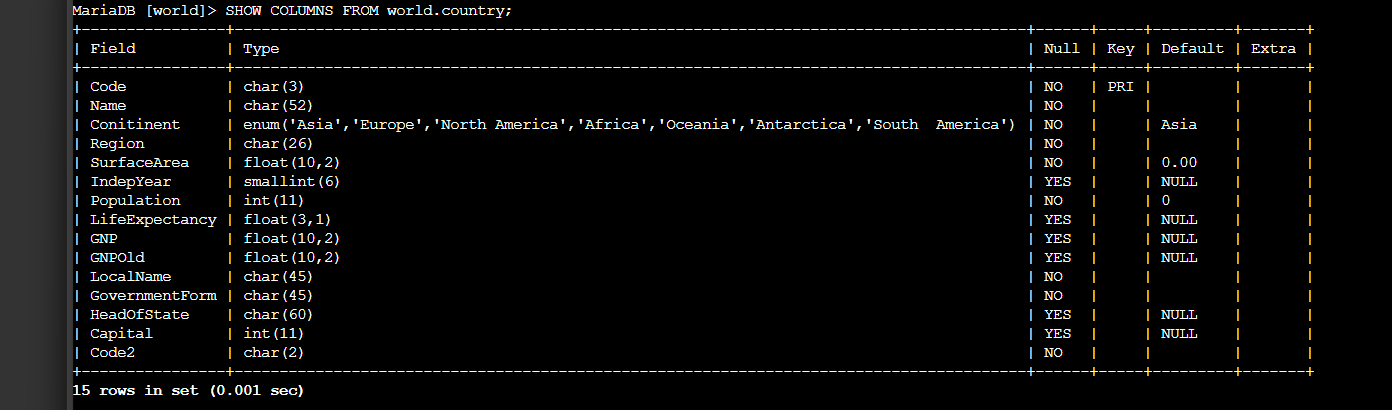 MariaDB [world]> SHOW COLUMNS FROM world.country;
+----------------+----------------------------------------------------------------------------------------+------+-----+---------+-------+
| Field          | Type                                                                                   | Null | Key | Default | Extra |
+----------------+----------------------------------------------------------------------------------------+------+-----+---------+-------+
| Code           | char(3)                                                                                | NO   | PRI |         |       |
| Name           | char(52)                                                                               | NO   |     |         |       |
| Conitinent     | enum('Asia','Europe','North America','Africa','Oceania','Antarctica','South  America') | NO   |     | Asia    |       |
| Region         | char(26)                                                                               | NO   |     |         |       |
| SurfaceArea    | float(10,2)                                                                            | NO   |     | 0.00    |       |
| IndepYear      | smallint(6)                                                                            | YES  |     | NULL    |       |
| Population     | int(11)                                                                                | NO   |     | 0       |       |
| LifeExpectancy | float(3,1)                                                                             | YES  |     | NULL    |       |
| GNP            | float(10,2)                                                                            | YES  |     | NULL    |       |
| GNPOld         | float(10,2)                                                                            | YES  |     | NULL    |       |
| LocalName      | char(45)                                                                               | NO   |     |         |       |
| GovernmentForm | char(45)                                                                               | NO   |     |         |       |
| HeadOfState    | char(60)                                                                               | YES  |     | NULL    |       |
| Capital        | int(11)                                                                                | YES  |     | NULL    |       |
| Code2          | char(2)                                                                                | NO   |     |         |       |
+----------------+----------------------------------------------------------------------------------------+------+-----+---------+-------+
15 rows in set (0.001 sec)